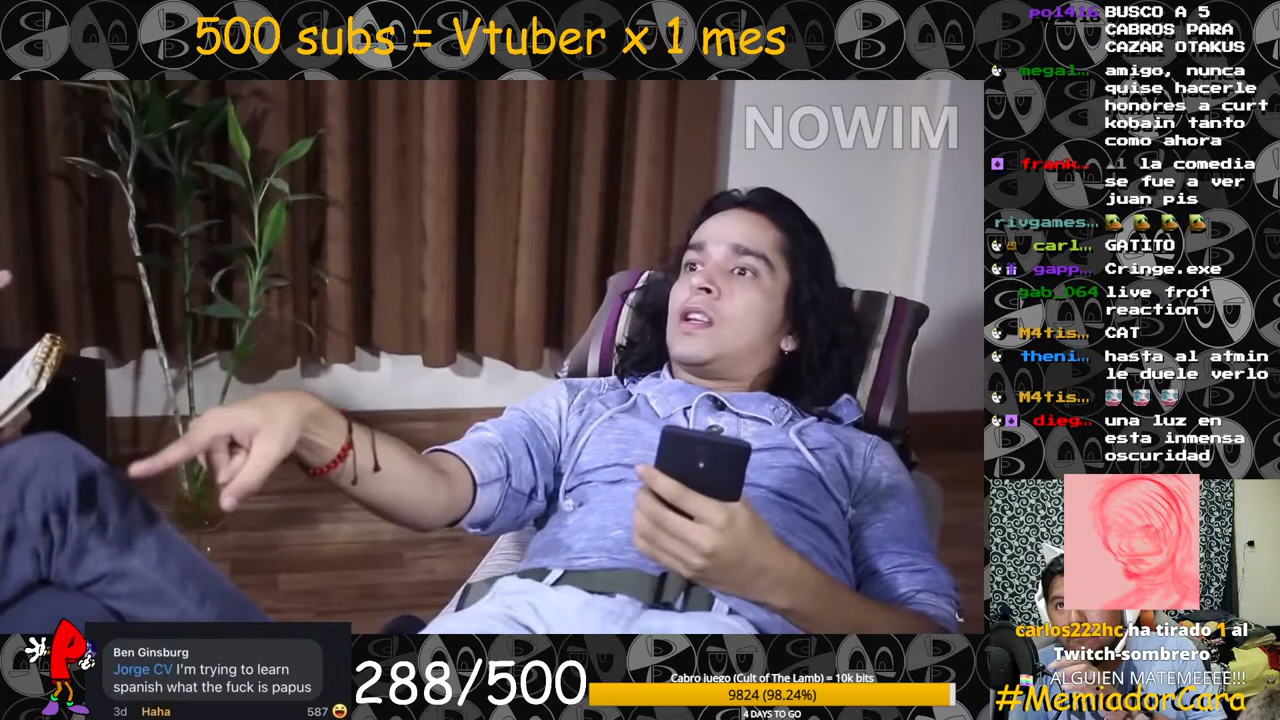 500 subs = Vtuber x 1 mes
NOWIM
pol416 BUSCO A 5
CABROS PARA
CAZAR OTAKUS
megal... amigo, nunca
quise hacerle
honores a curt
kobain tanto
como ahora
frank... la comedia
se fue a ver
juan pis
rivgames...
carl... GATITO
gapp... Cringe.exe
gab_064 live frot
reaction
M4tis... CAT
theni... hasta al atmin
le duele verlo
M4tis...
dieg... una luz en
esta inmensa
oscuridad
carlos222hc ha tirado 1 al
Twitch-sombrero
ALGUIEN MATEMEEEE!!!
#MemiadorCara
Ben Ginsburg
Jorge CV I'm trying to learn
spanish what the fuck is papus
3d Haha 587
288/500
Cabro juego (Cult of The Lamb) = 10k bits
9824 (98.24%)
4 DAYS TO GO